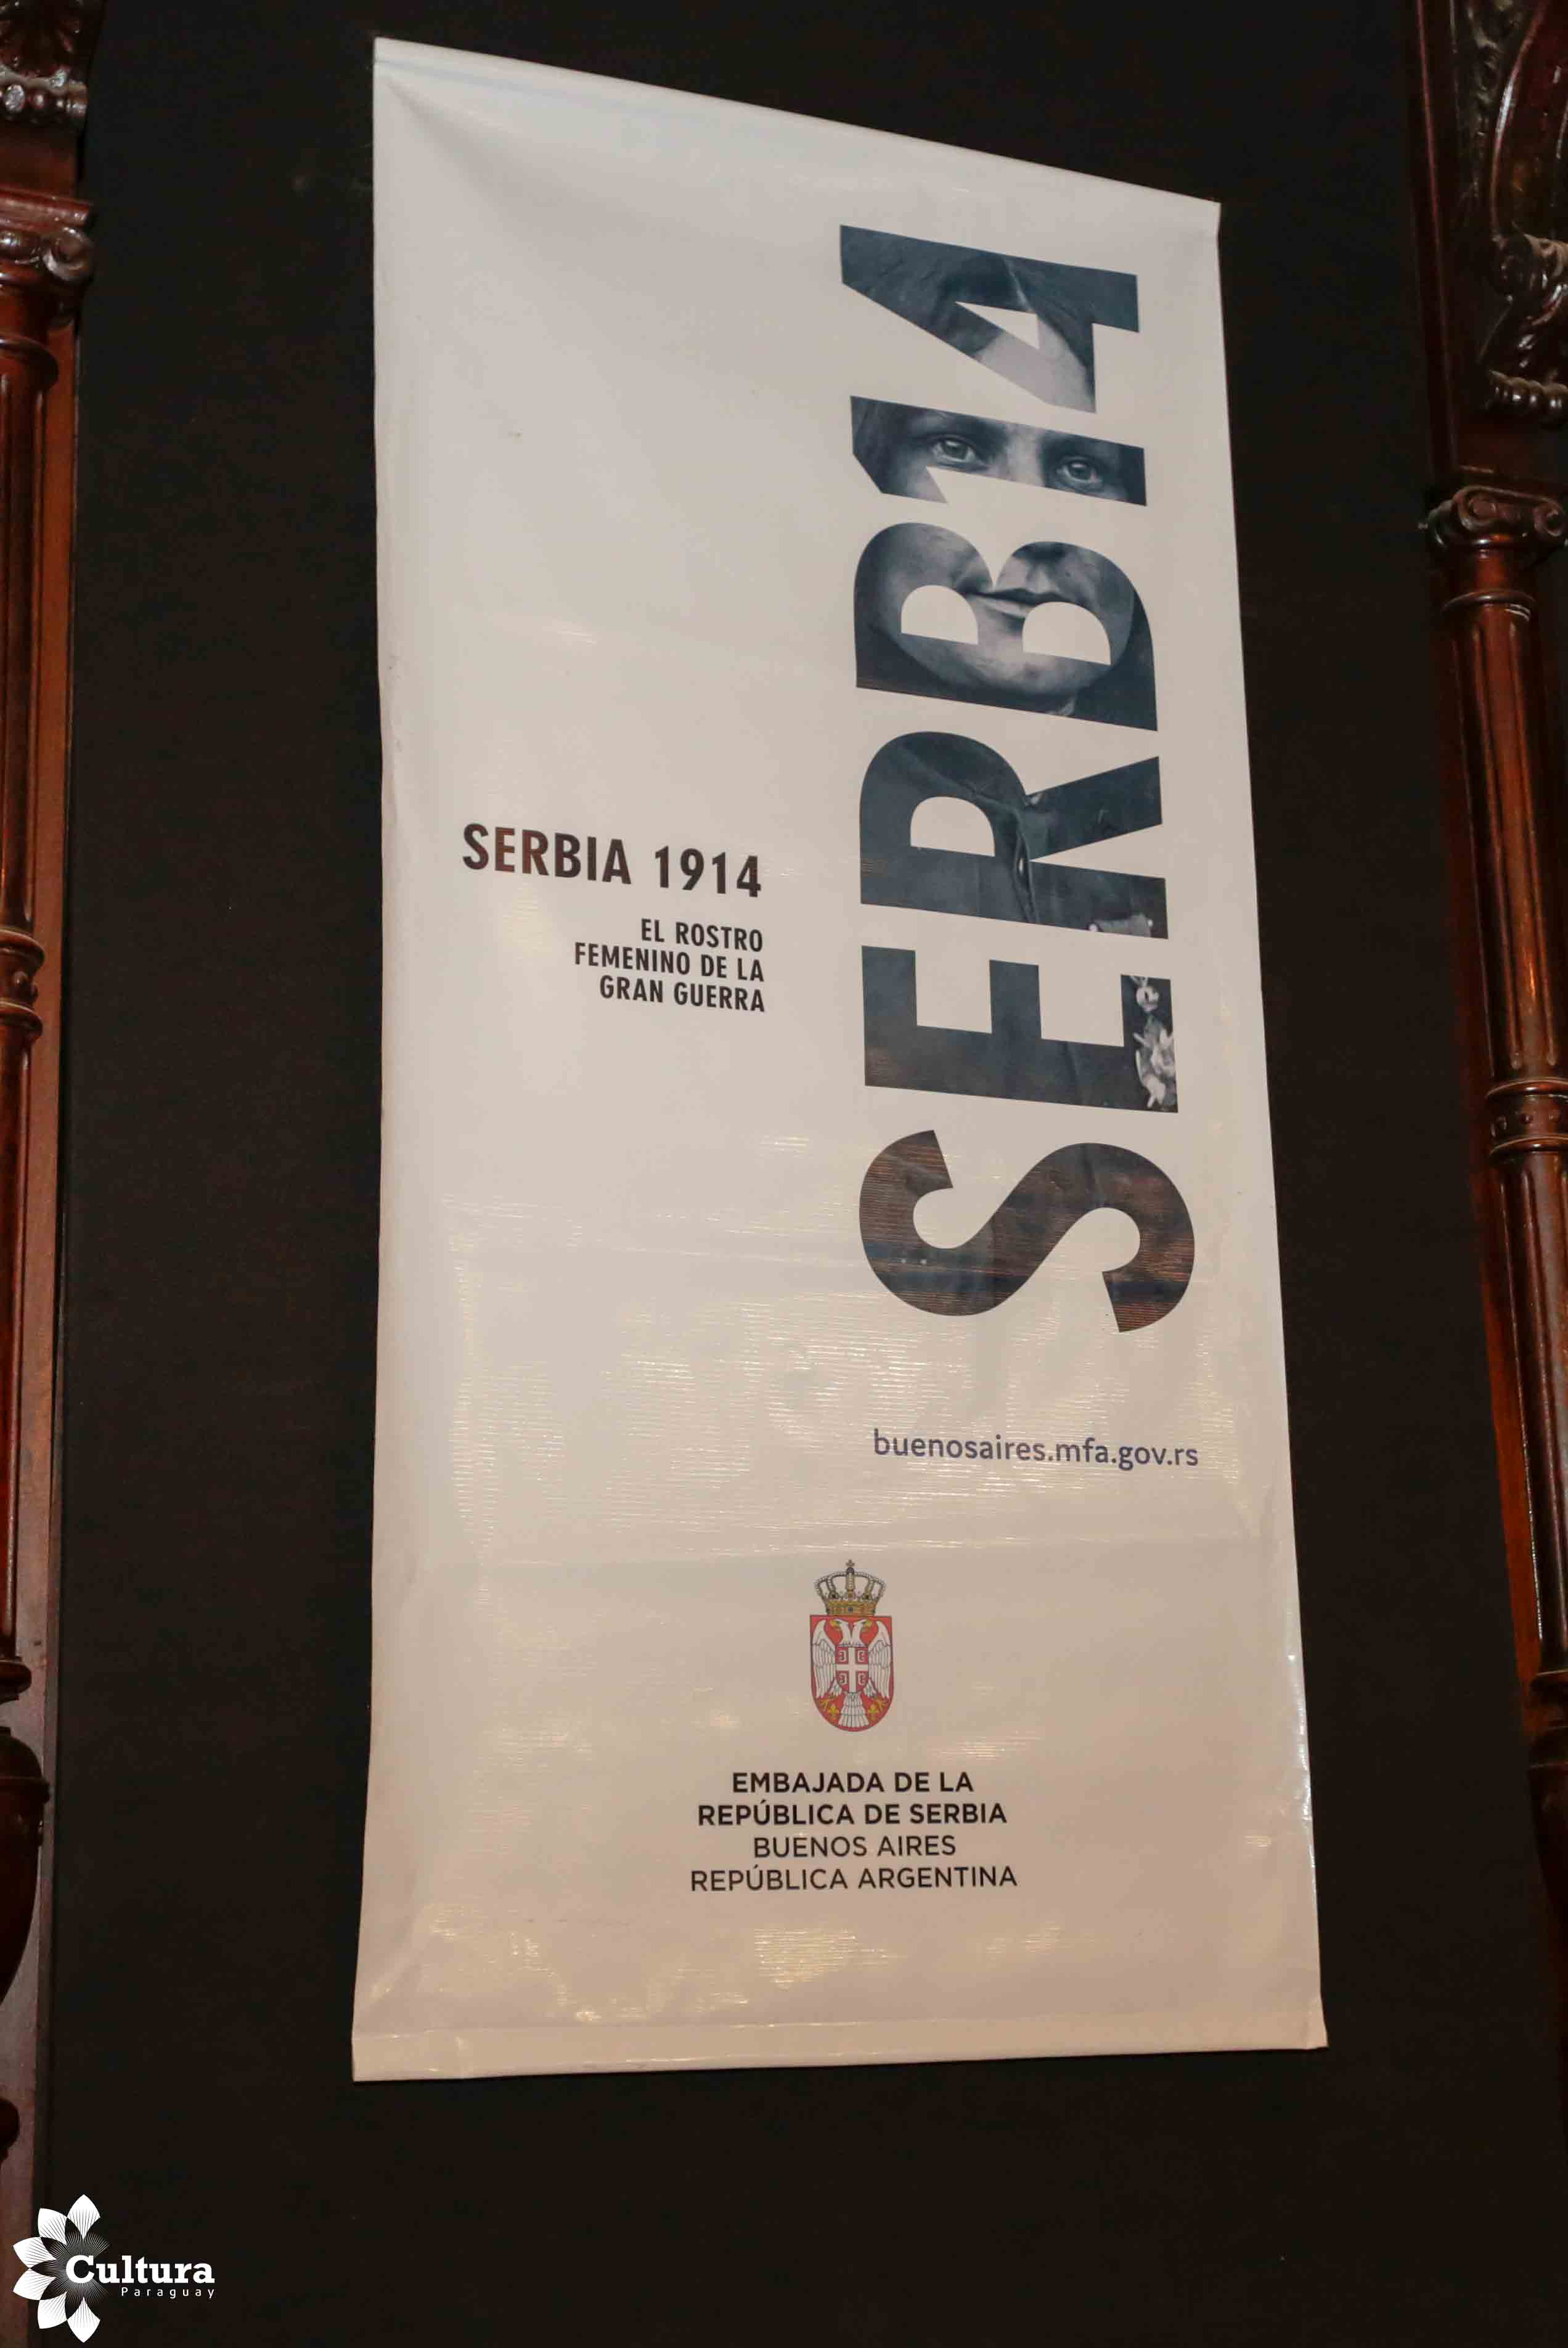 SERB14
SERBIA 1914
EL ROSTRO
FEMENINO DE LA
GRAN GUERRA
buenosaires.mfa.gov.rs
EMBAJADA DE LA
REPÚBLICA DE SERBIA
BUENOS AIRES
REPÚBLICA ARGENTINA
Cultura
Paraguay